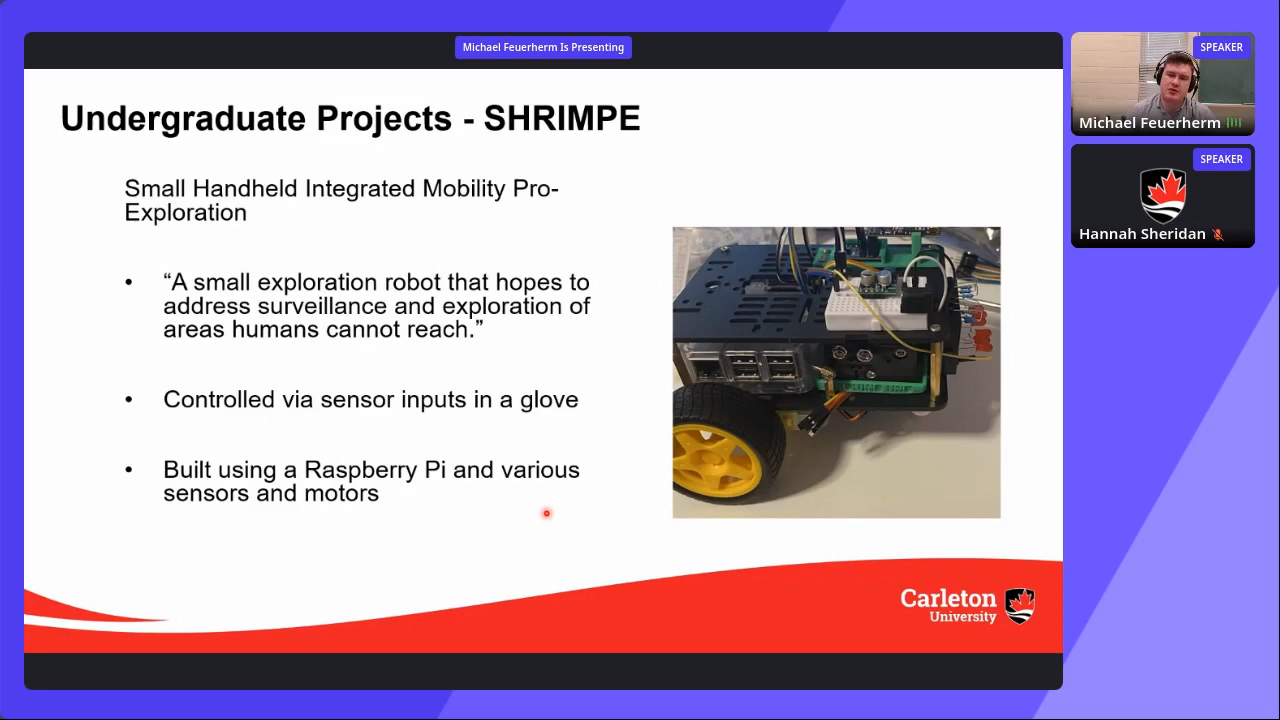 Michael Feuerherm Is Presenting
Undergraduate Projects - SHRIMPE
Small Handheld Integrated Mobility Pro-
Exploration
• “A small exploration robot that hopes to
address surveillance and exploration of
areas humans cannot reach.”
• Controlled via sensor inputs in a glove
• Built using a Raspberry Pi and various
sensors and motors
Carleton
University
SPEAKER
Michael Feuerherm
SPEAKER
Hannah Sheridan